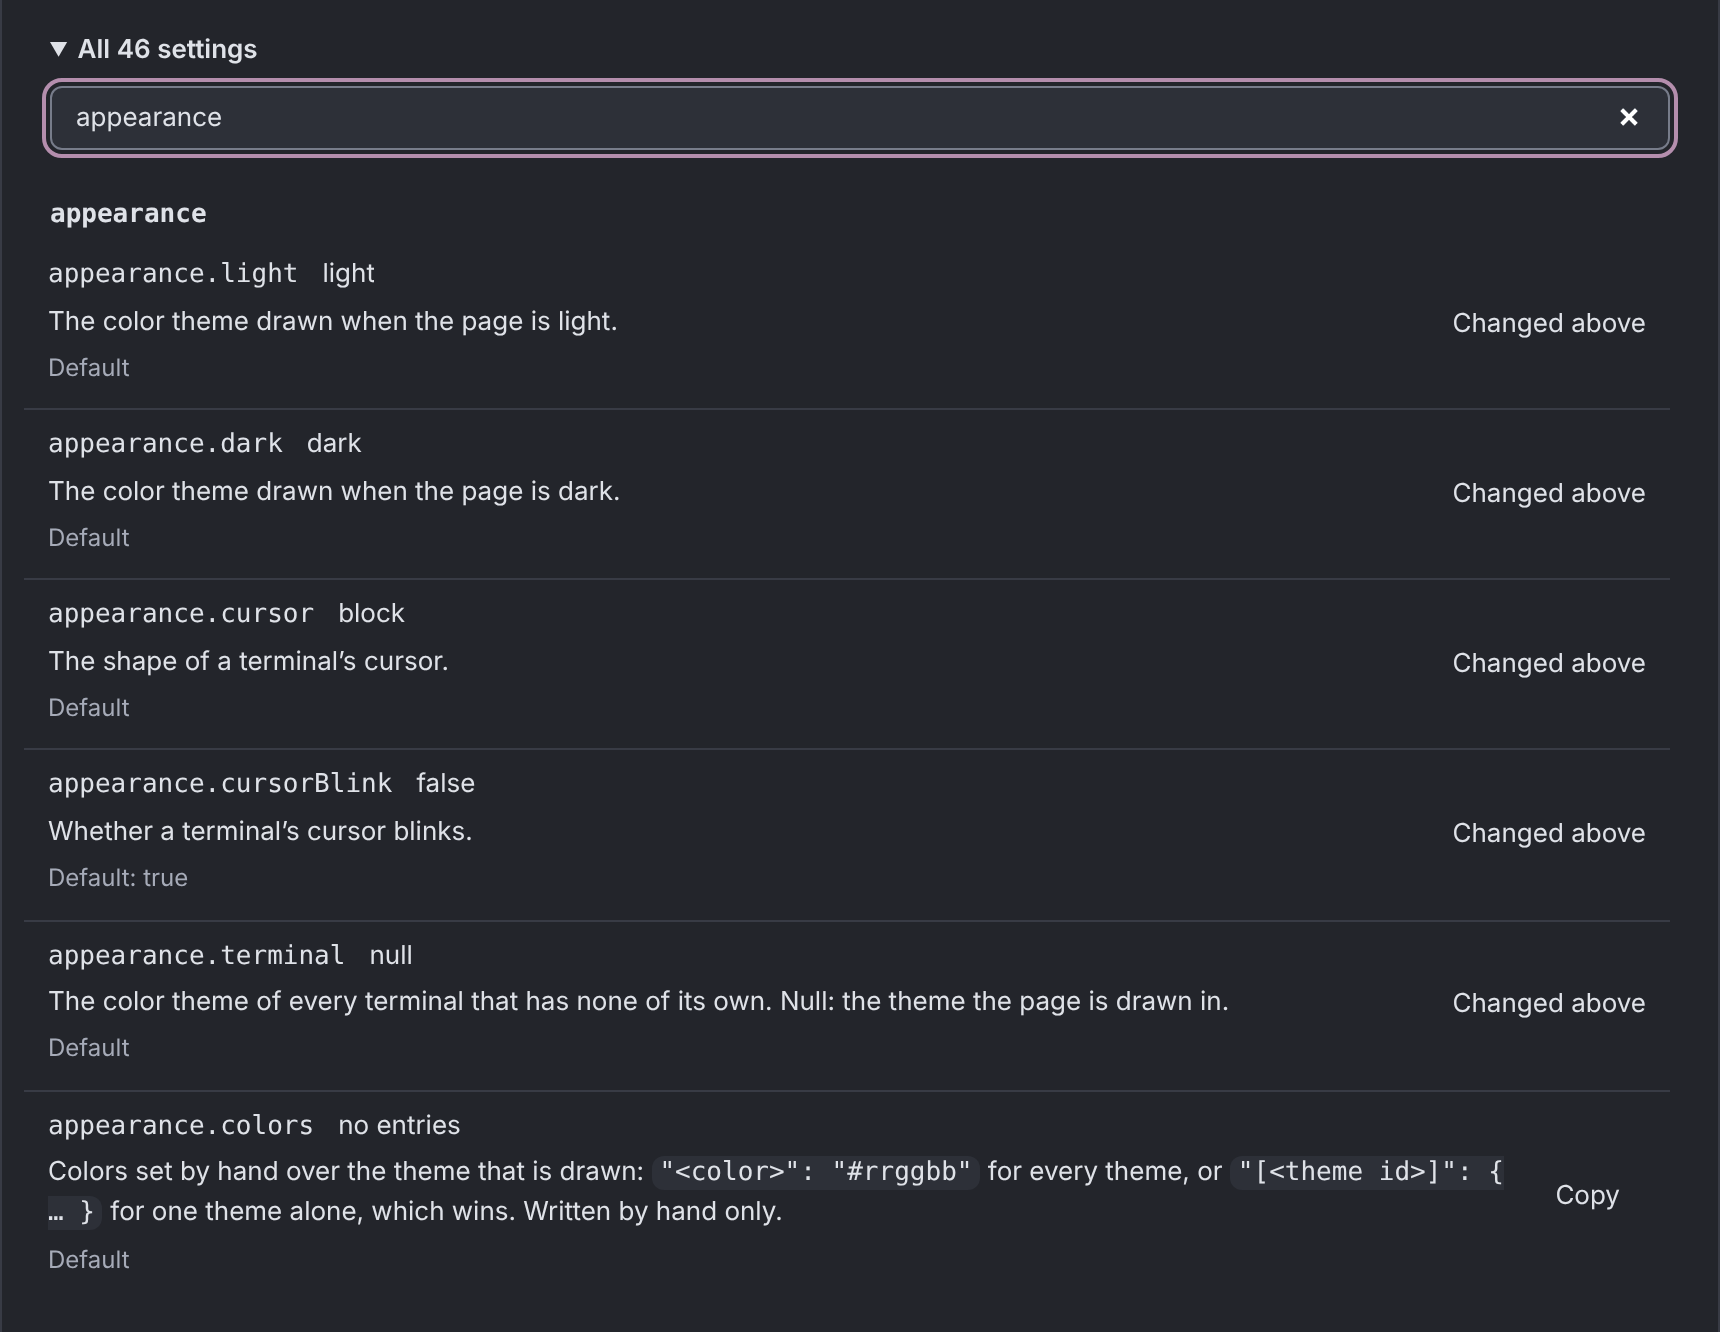 ▼ All 46 settings
appearance ×
appearance
appearance.light light
The color theme drawn when the page is light.
Changed above
Default
appearance.dark dark
The color theme drawn when the page is dark.
Changed above
Default
appearance.cursor block
The shape of a terminal’s cursor.
Changed above
Default
appearance.cursorBlink false
Whether a terminal’s cursor blinks.
Changed above
Default: true
appearance.terminal null
The color theme of every terminal that has none of its own. Null: the theme the page is drawn in.
Changed above
Default
appearance.colors no entries
Colors set by hand over the theme that is drawn: "<color>": "#rrggbb" for every theme, or "[<theme id>]": {
… } for one theme alone, which wins. Written by hand only.
Copy
Default